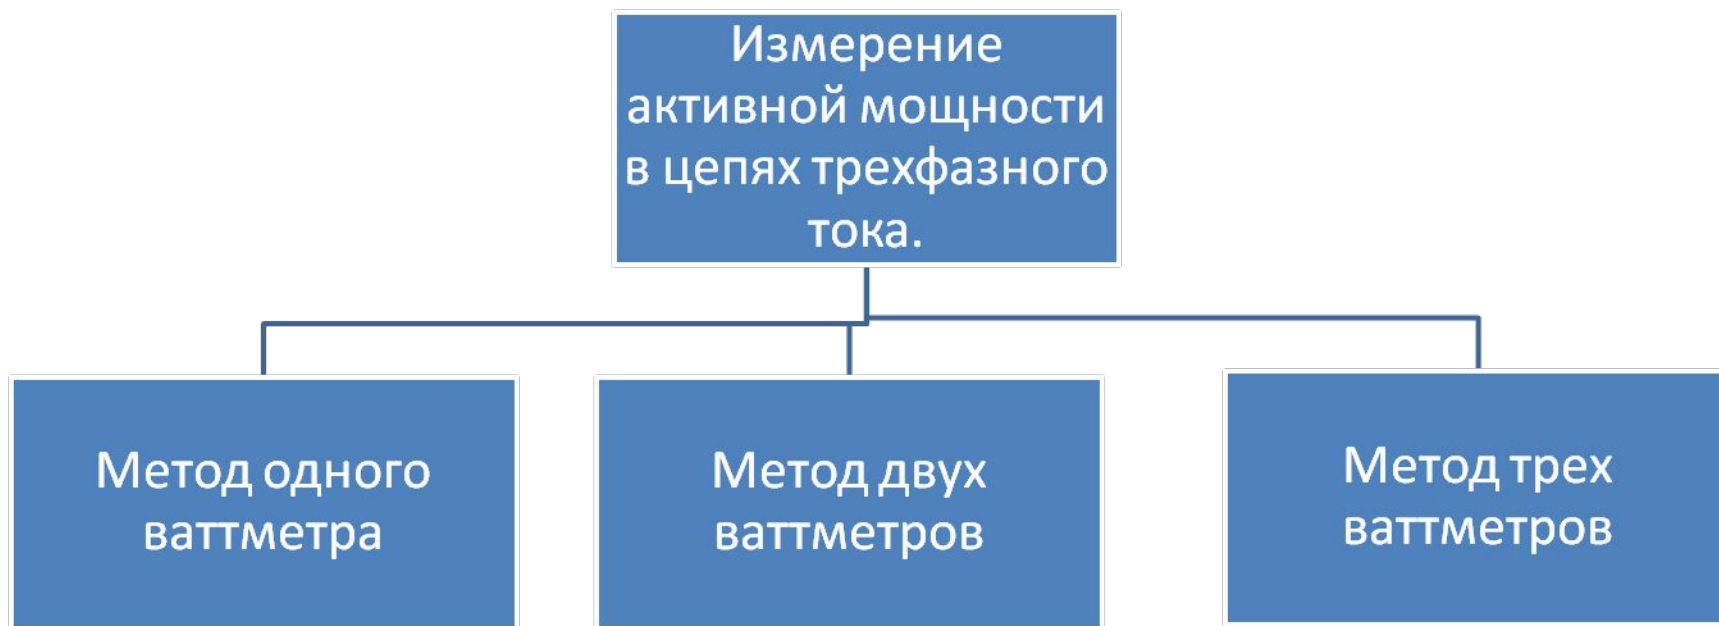 Измерение
активной мощности
в цепях трехфазного
тока.
Метод одного
ваттметра
Метод двух
ваттметров
Метод трех
ваттметров